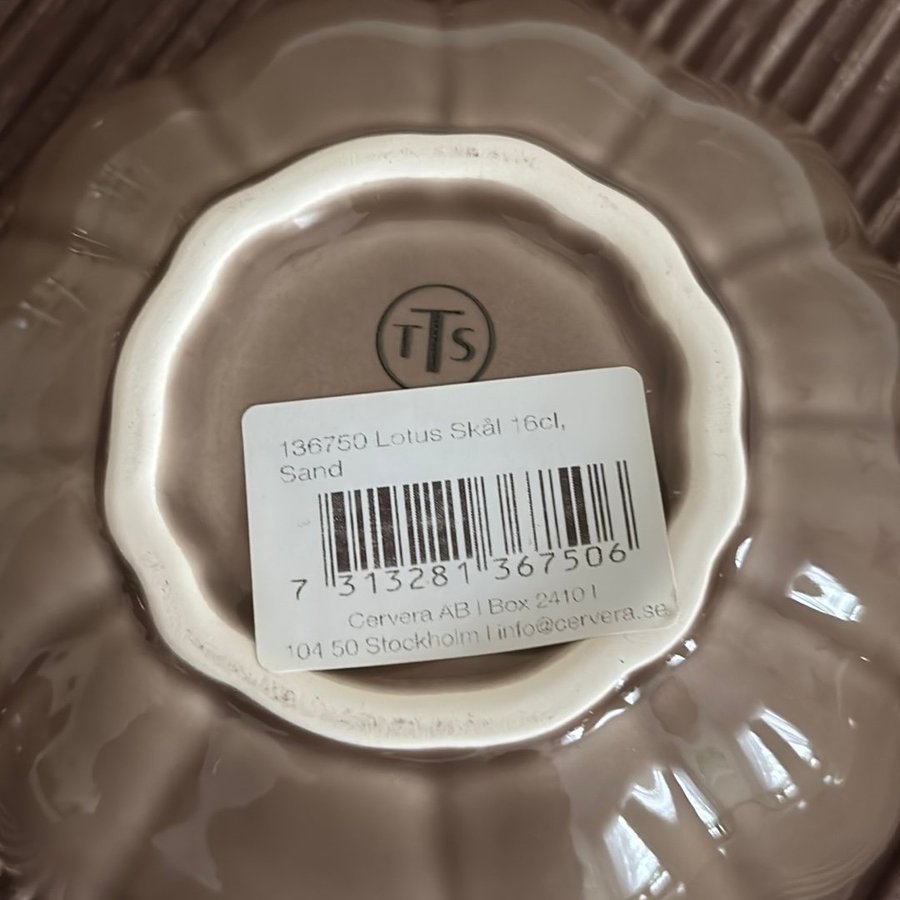 TTS
136750 Lotus Skål 16cl,
Sand
7 313281 367506
Cervera AB | Box 2410 |
104 50 Stockholm | info@cervera.se